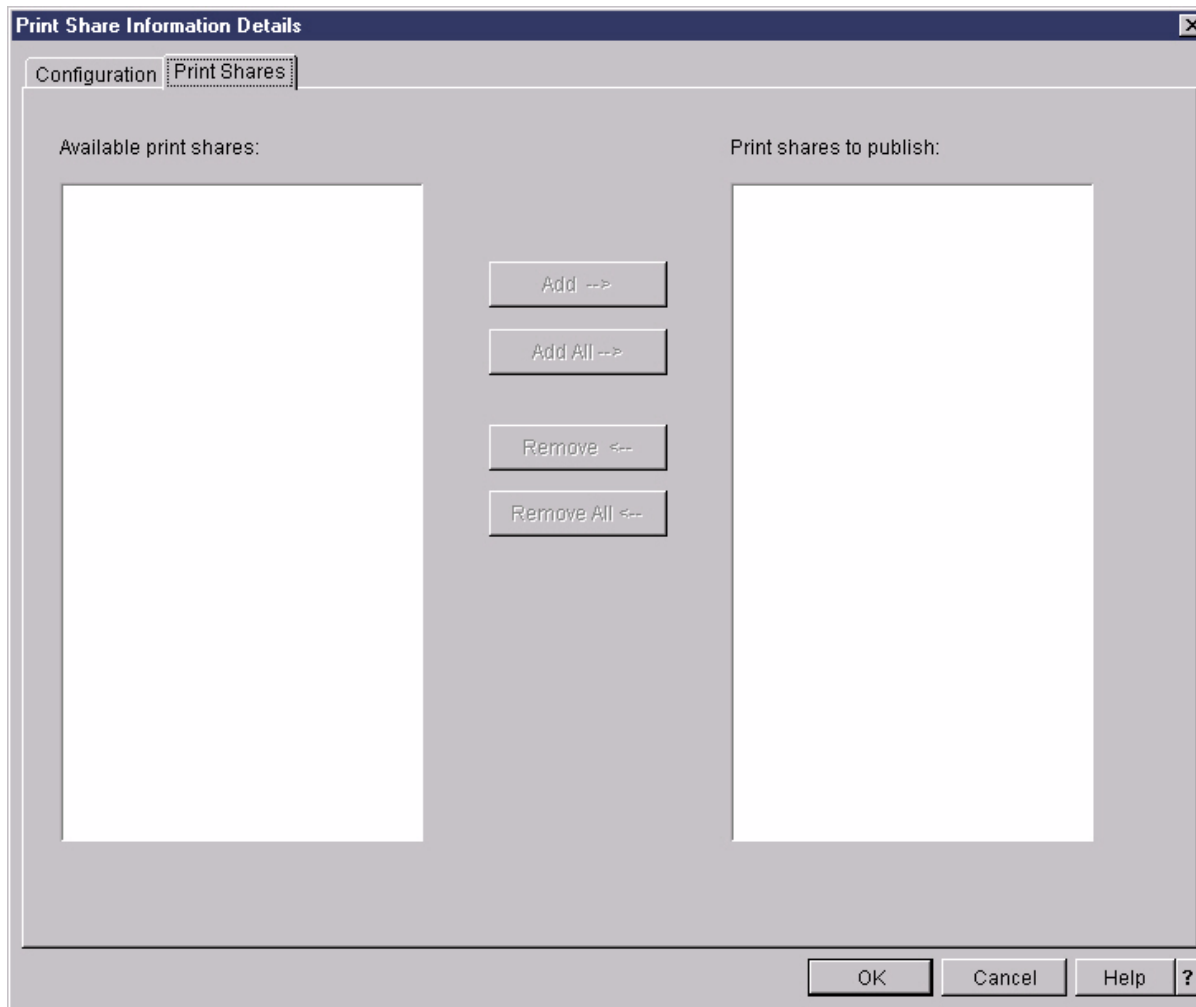 Print Share Information Details
Configuration
Print Shares
Available print shares:
Print shares to publish:
Add -->
Add All -->
Remove <--
Remove All <--
OK
Cancel
Help
?